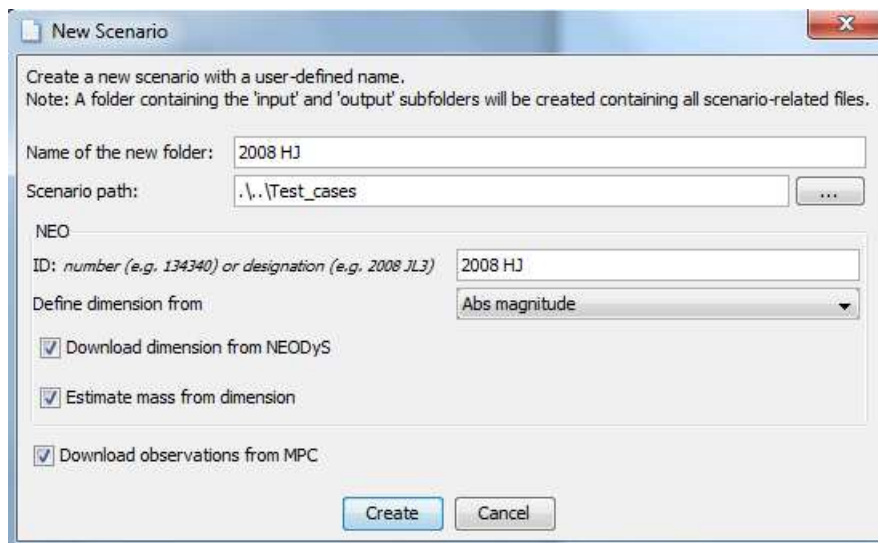 New Scenario
Create a new scenario with a user-defined name.
Note: A folder containing the 'input' and 'output' subfolders will be created containing all scenario-related files.
Name of the new folder: 2008 HJ
Scenario path: .\..\Test_cases ...
NEO
ID: number (e.g. 134340) or designation (e.g. 2008 JL3) 2008 HJ
Define dimension from Abs magnitude
Download dimension from NEODyS
Estimate mass from dimension
Download observations from MPC
Create Cancel